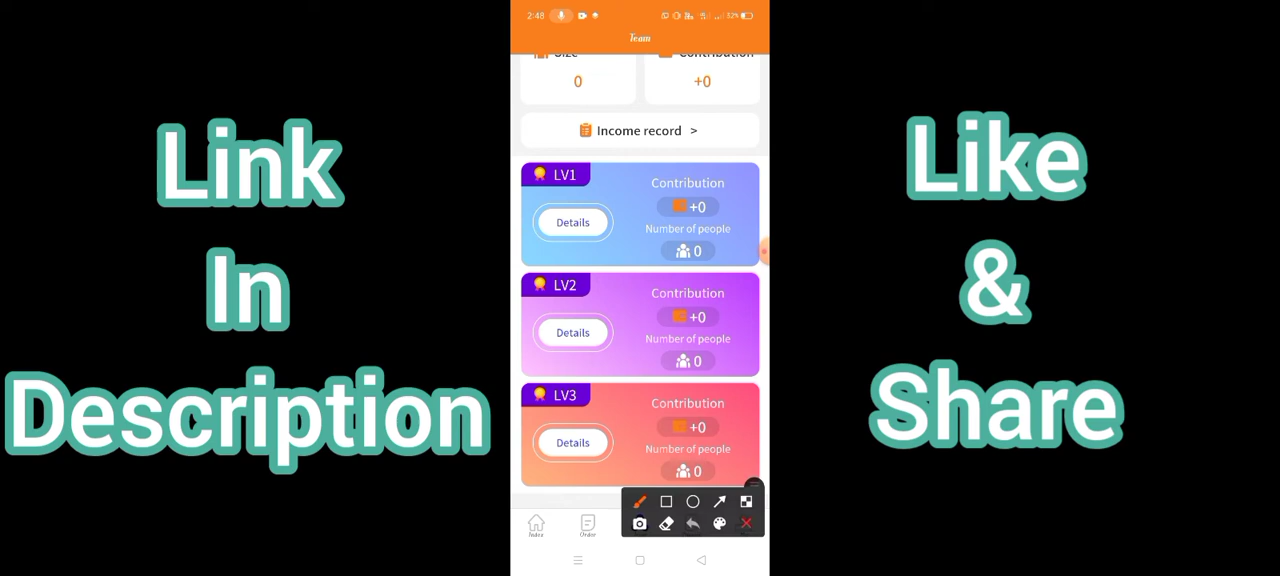 Link
In
Description
2:48
32%
Team
Size
0
Contribution
+0
Income record >
LV1
Contribution
+0
Details
Number of people
0
LV2
Contribution
+0
Details
Number of people
0
LV3
Contribution
+0
Details
Number of people
0
Index
Order
Like
&
Share